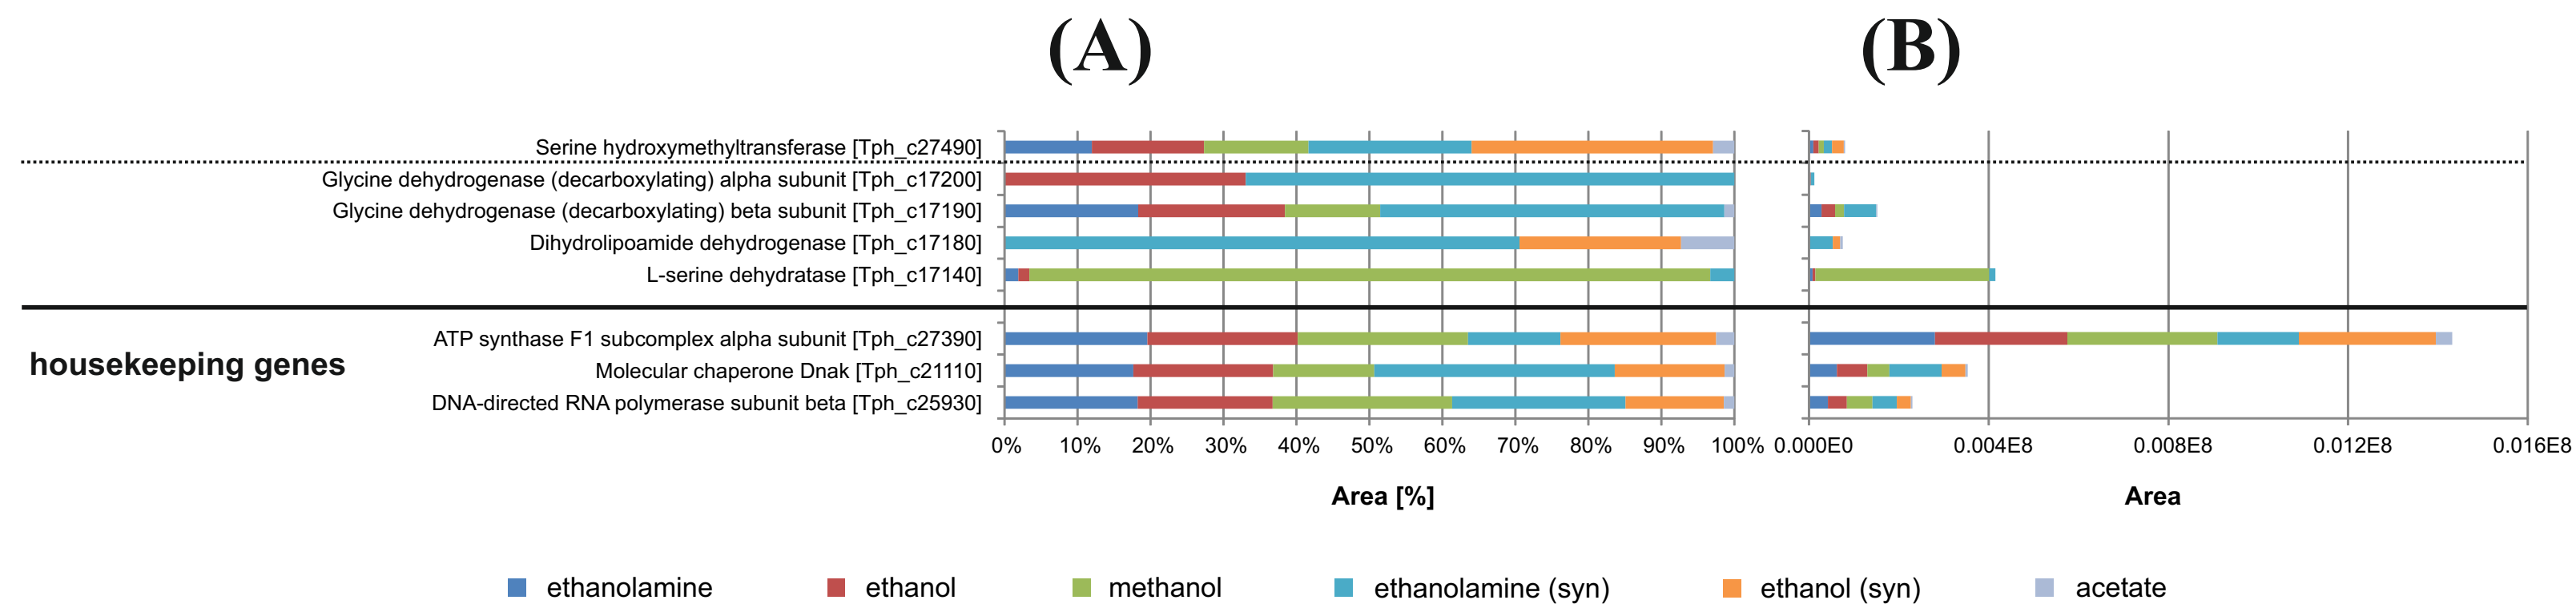 (A) (B)
Serine hydroxymethyltransferase [Tph_c27490]
Glycine dehydrogenase (decarboxylating) alpha subunit [Tph_c17200]
Glycine dehydrogenase (decarboxylating) beta subunit [Tph_c17190]
Dihydrolipoamide dehydrogenase [Tph_c17180]
L-serine dehydratase [Tph_c17140]
ATP synthase F1 subcomplex alpha subunit [Tph_c27390]
housekeeping genes
Molecular chaperone Dnak [Tph_c21110]
DNA-directed RNA polymerase subunit beta [Tph_c25930]
0% 10% 20% 30% 40% 50% 60% 70% 80% 90% 100% 0.000E0 0.004E8 0.008E8 0.012E8 0.016E8
Area [%] Area
ethanolamine ethanol methanol ethanolamine (syn) ethanol (syn) acetate